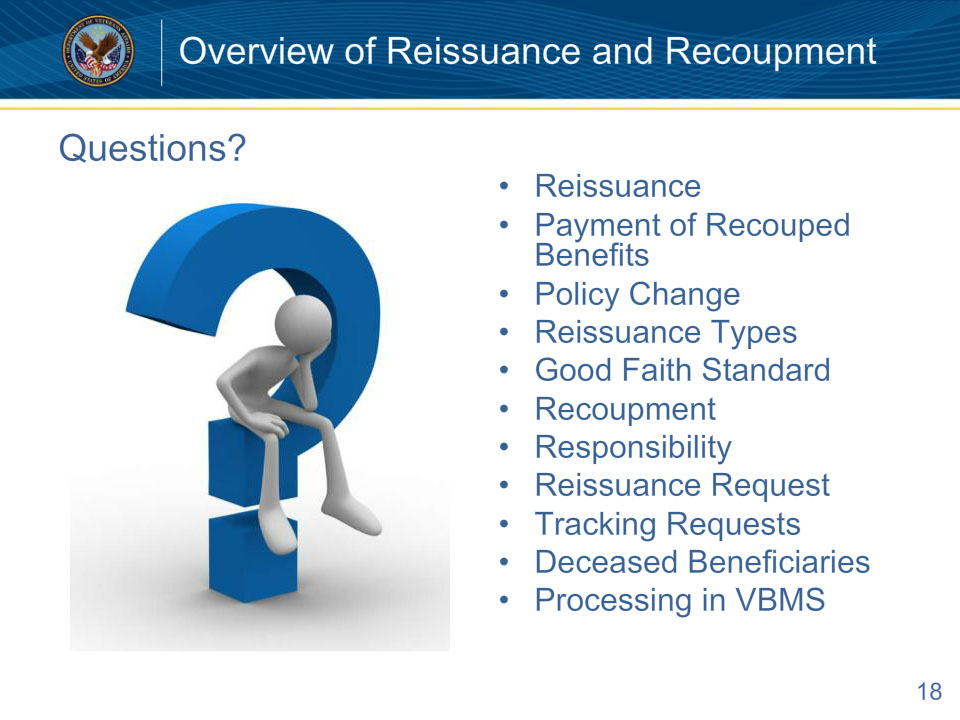 Overview of Reissuance and Recoupment
Questions?
• Reissuance
• Payment of Recouped
Benefits
• Policy Change
• Reissuance Types
• Good Faith Standard
• Recoupment
• Responsibility
• Reissuance Request
• Tracking Requests
• Deceased Beneficiaries
• Processing in VBMS
18
DEPARTMENT OF VETERANS AFFAIRS
UNITED STATES OF AMERICA